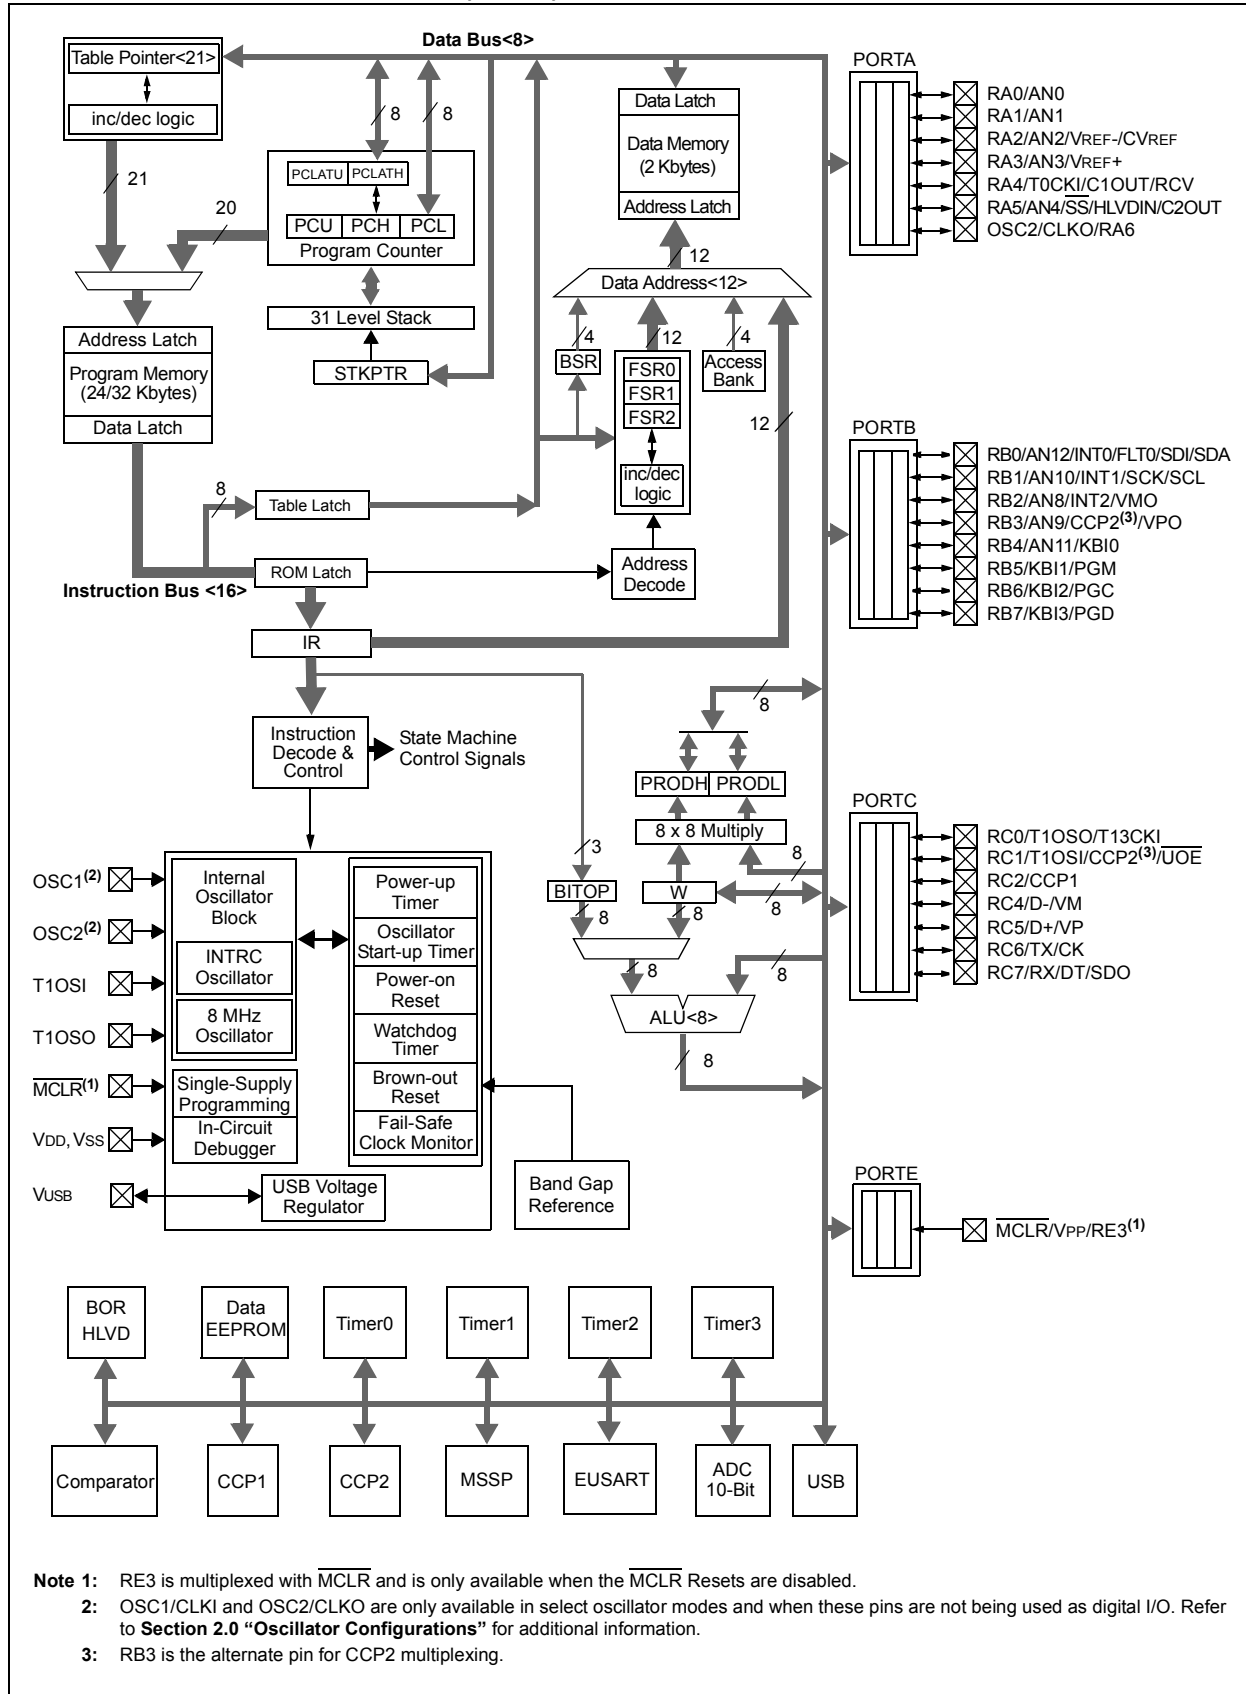 Data Bus<8>
Table Pointer<21>
inc/dec logic
21
20
8
8
PCLATU
PCLATH
PCU
PCH
PCL
Program Counter
31 Level Stack
STKPTR
Address Latch
Program Memory
(24/32 Kbytes)
Data Latch
8
Table Latch
ROM Latch
Instruction Bus <16>
IR
Data Latch
Data Memory
(2 Kbytes)
Address Latch
12
Data Address<12>
4
12
4
BSR
FSR0
FSR1
FSR2
inc/dec
logic
Access
Bank
12
Address
Decode
Instruction
Decode &
Control
State Machine
Control Signals
8
PRODH
PRODL
8 x 8 Multiply
8
3
BITOP
W
8
8
8
8
8
ALU<8>
8
OSC1(2)
OSC2(2)
T1OSI
T1OSO
MCLR(1)
VDD, VSS
VUSB
Internal
Oscillator
Block
INTRC
Oscillator
8 MHz
Oscillator
Single-Supply
Programming
In-Circuit
Debugger
Power-up
Timer
Oscillator
Start-up Timer
Power-on
Reset
Watchdog
Timer
Brown-out
Reset
Fail-Safe
Clock Monitor
USB Voltage
Regulator
Band Gap
Reference
PORTA
RA0/AN0
RA1/AN1
RA2/AN2/VREF-/CVREF
RA3/AN3/VREF+
RA4/T0CKI/C1OUT/RCV
RA5/AN4/SS/HLVDIN/C2OUT
OSC2/CLKO/RA6
PORTB
RB0/AN12/INT0/FLT0/SDI/SDA
RB1/AN10/INT1/SCK/SCL
RB2/AN8/INT2/VMO
RB3/AN9/CCP2(3)/VPO
RB4/AN11/KBI0
RB5/KBI1/PGM
RB6/KBI2/PGC
RB7/KBI3/PGD
PORTC
RC0/T1OSO/T13CKI
RC1/T1OSI/CCP2(3)/UOE
RC2/CCP1
RC4/D-/VM
RC5/D+/VP
RC6/TX/CK
RC7/RX/DT/SDO
PORTE
MCLR/VPP/RE3(1)
BOR
HLVD
Data
EEPROM
Timer0
Timer1
Timer2
Timer3
Comparator
CCP1
CCP2
MSSP
EUSART
ADC
10-Bit
USB
Note 1: RE3 is multiplexed with MCLR and is only available when the MCLR Resets are disabled.
2: OSC1/CLKI and OSC2/CLKO are only available in select oscillator modes and when these pins are not being used as digital I/O. Refer
to Section 2.0 “Oscillator Configurations” for additional information.
3: RB3 is the alternate pin for CCP2 multiplexing.